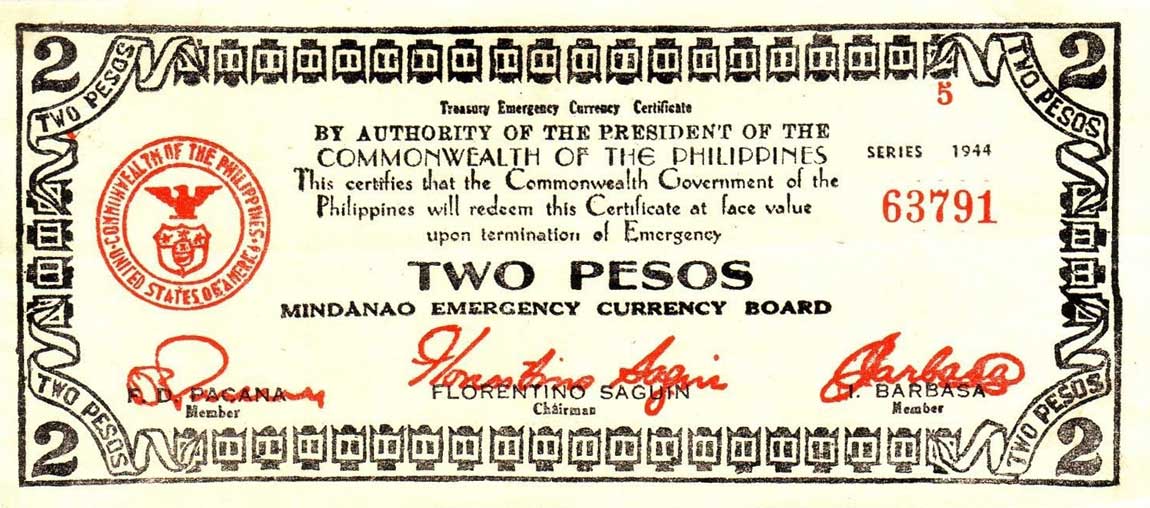 2
2
TWO PESOS
TWO PESOS
5
Treasury Emergency Currency Certificate
BY AUTHORITY OF THE PRESIDENT OF THE
COMMONWEALTH OF THE PHILIPPINES
SERIES 1944
This certifies that the Commonwealth Government of the
Philippines will redeem this Certificate at face value
63791
upon termination of Emergency
COMMONWEALTH OF THE PHILIPPINES
UNITED STATES OF AMERICA
TWO PESOS
MINDANAO EMERGENCY CURRENCY BOARD
Florentino Saguin
Barbasa
F. D. PACANA
FLORENTINO SAGUIN
I. BARBASA
Member
Chairman
Member
TWO PESOS
TWO PESOS
2
2